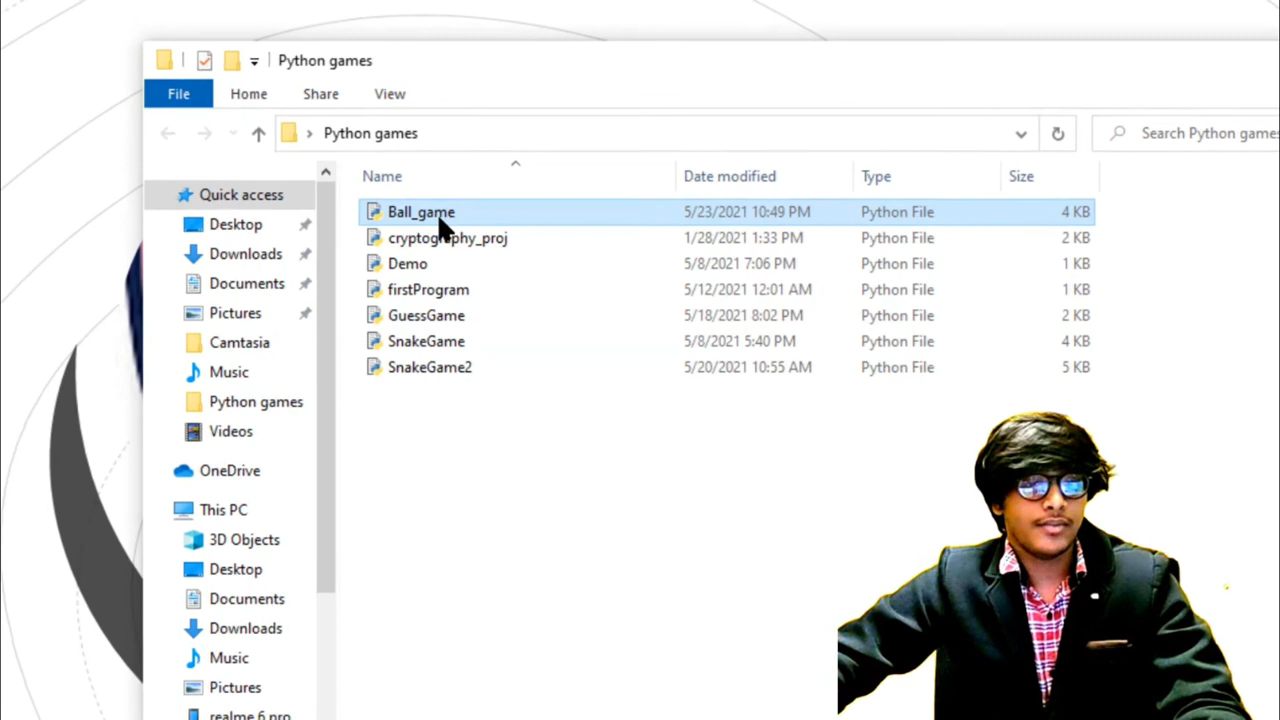 Python games
File Home Share View
Python games
Search Python games
Name Date modified Type Size
Quick access
Ball_game 5/23/2021 10:49 PM Python File 4 KB
Desktop
cryptography_proj 1/28/2021 1:33 PM Python File 2 KB
Downloads
Demo 5/8/2021 7:06 PM Python File 1 KB
Documents
firstProgram 5/12/2021 12:01 AM Python File 1 KB
Pictures
GuessGame 5/18/2021 8:02 PM Python File 2 KB
Camtasia
SnakeGame 5/8/2021 5:40 PM Python File 4 KB
Music
SnakeGame2 5/20/2021 10:55 AM Python File 5 KB
Python games
Videos
OneDrive
This PC
3D Objects
Desktop
Documents
Downloads
Music
Pictures
realme 6 pro